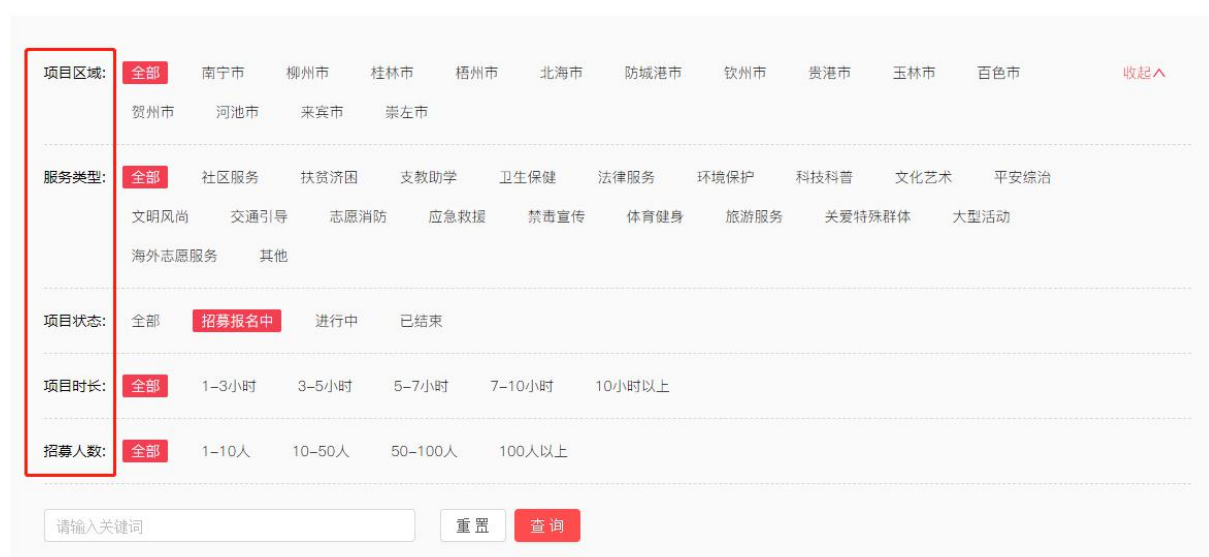 项目区域: 全部 南宁市 柳州市 桂林市 梧州市 北海市 防城港市 钦州市 贵港市 玉林市 百色市 收起
贺州市 河池市 来宾市 崇左市
服务类型: 全部 社区服务 扶贫济困 支教助学 卫生保健 法律服务 环境保护 科技科普 文化艺术 平安综治
文明风尚 交通引导 志愿消防 应急救援 禁毒宣传 体育健身 旅游服务 关爱特殊群体 大型活动
海外志愿服务 其他
项目状态: 全部 招募报名中 进行中 已结束
项目时长: 全部 1-3小时 3-5小时 5-7小时 7-10小时 10小时以上
招募人数: 全部 1-10人 10-50人 50-100人 100人以上
请输入关键词 重置 查询